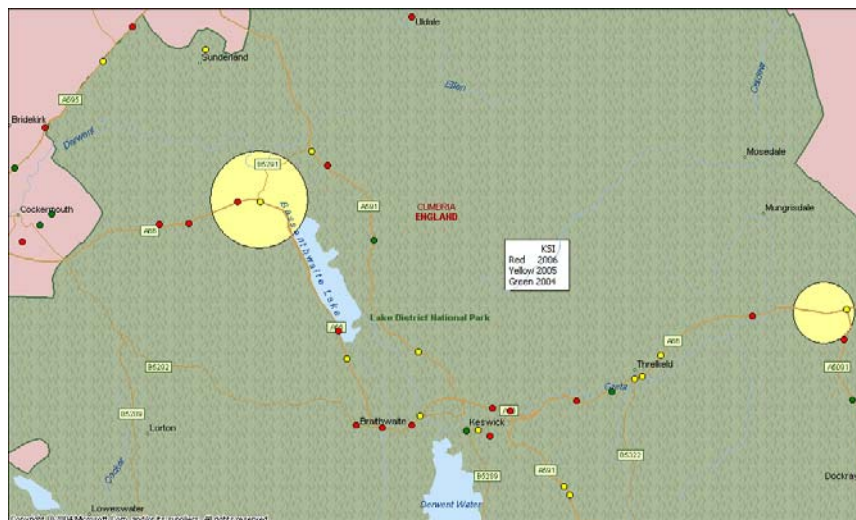 Uldale
Sunderland
Ellen
Caldew
A595
Bridekirk
Derwent
Mosedale
B5291
Cockermouth
A591
CUMBRIA
ENGLAND
Mungrisdale
A66
Bassenthwaite Lake
KSI
Red 2006
Yellow 2005
Green 2004
Lake District National Park
A66
A66
Threlkeld
A5091
B5292
B5289
Braithwaite
A66
Keswick
Lorton
Cocker
B5289
A591
B5322
Derwent Water
Dockray
Loweswater